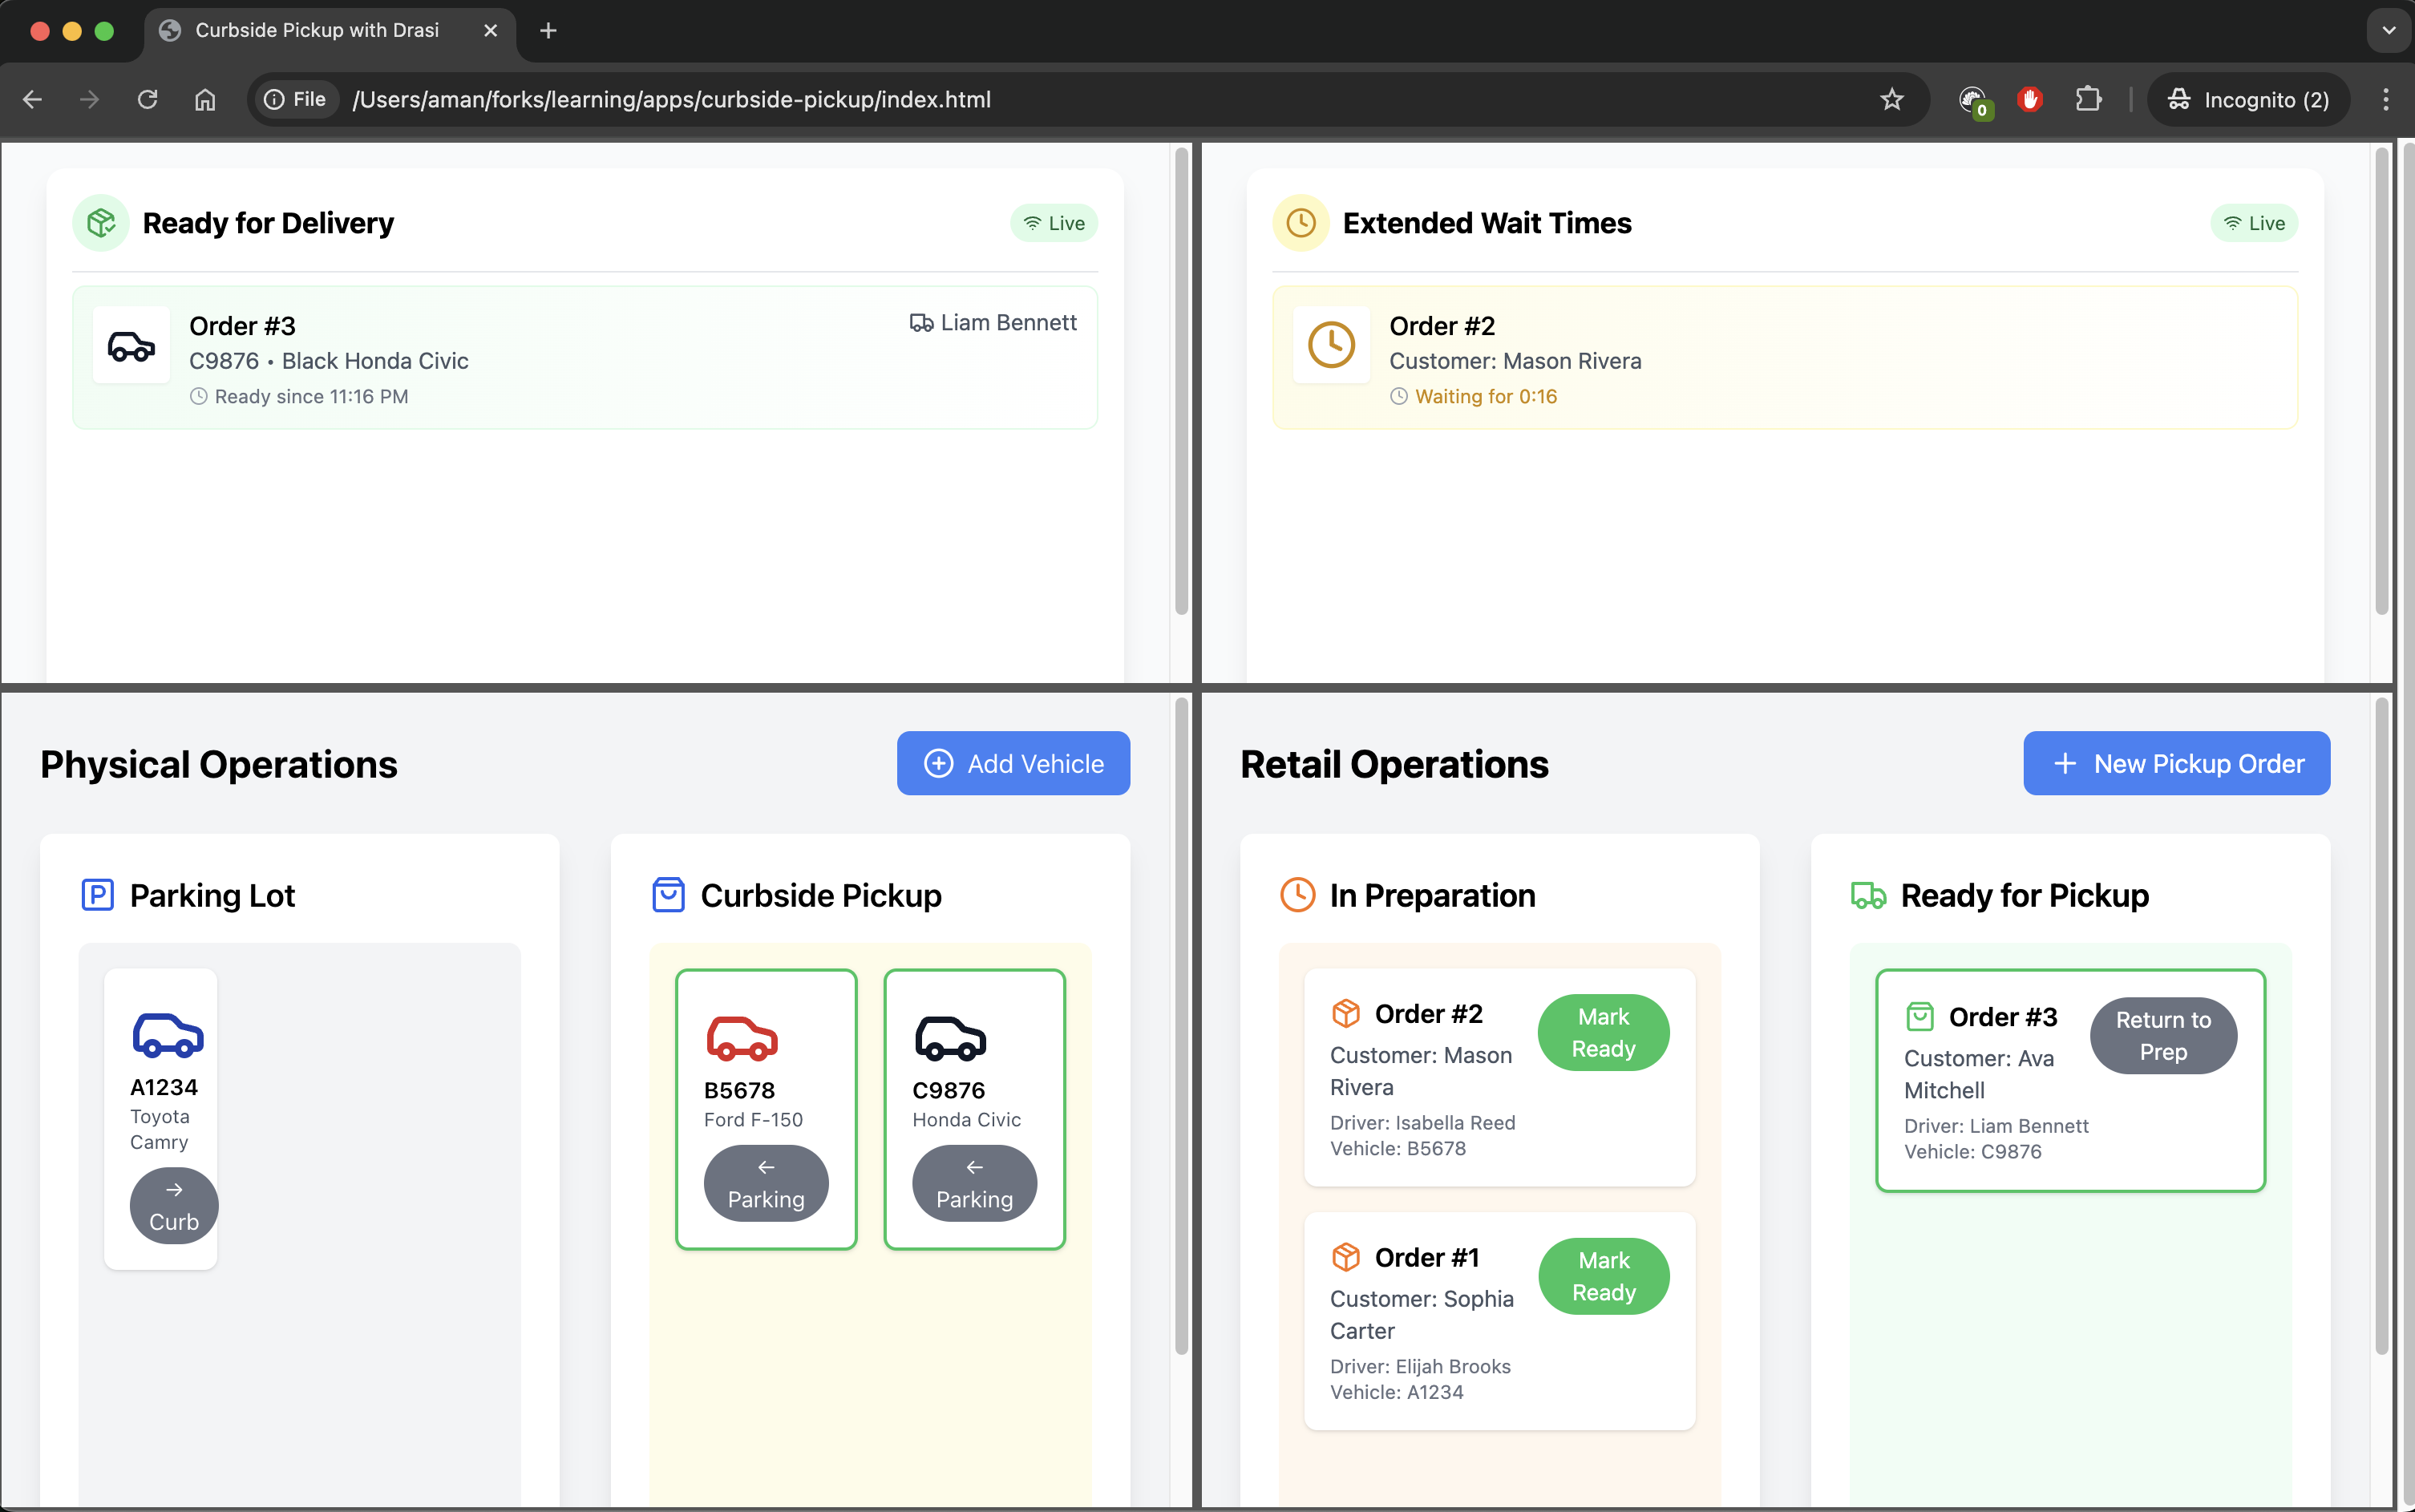 Curbside Pickup with Drasi
File /Users/aman/forks/learning/apps/curbside-pickup/index.html
0
Incognito (2)
Ready for Delivery
Live
Order #3
Liam Bennett
C9876 • Black Honda Civic
Ready since 11:16 PM
Extended Wait Times
Live
Order #2
Customer: Mason Rivera
Waiting for 0:16
Physical Operations
Add Vehicle
P Parking Lot
A1234
Toyota
Camry
→
Curb
Curbside Pickup
B5678
Ford F-150
←
Parking
C9876
Honda Civic
←
Parking
Retail Operations
+ New Pickup Order
In Preparation
Order #2
Mark
Ready
Customer: Mason
Rivera
Driver: Isabella Reed
Vehicle: B5678
Order #1
Mark
Ready
Customer: Sophia
Carter
Driver: Elijah Brooks
Vehicle: A1234
Ready for Pickup
Order #3
Return to
Prep
Customer: Ava
Mitchell
Driver: Liam Bennett
Vehicle: C9876